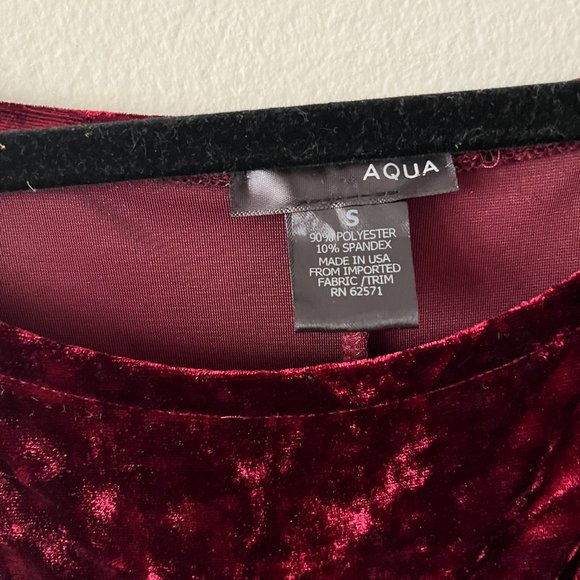 AQUA
S
90% POLYESTER
10% SPANDEX
MADE IN USA
FROM IMPORTED
FABRIC /TRIM
RN 62571